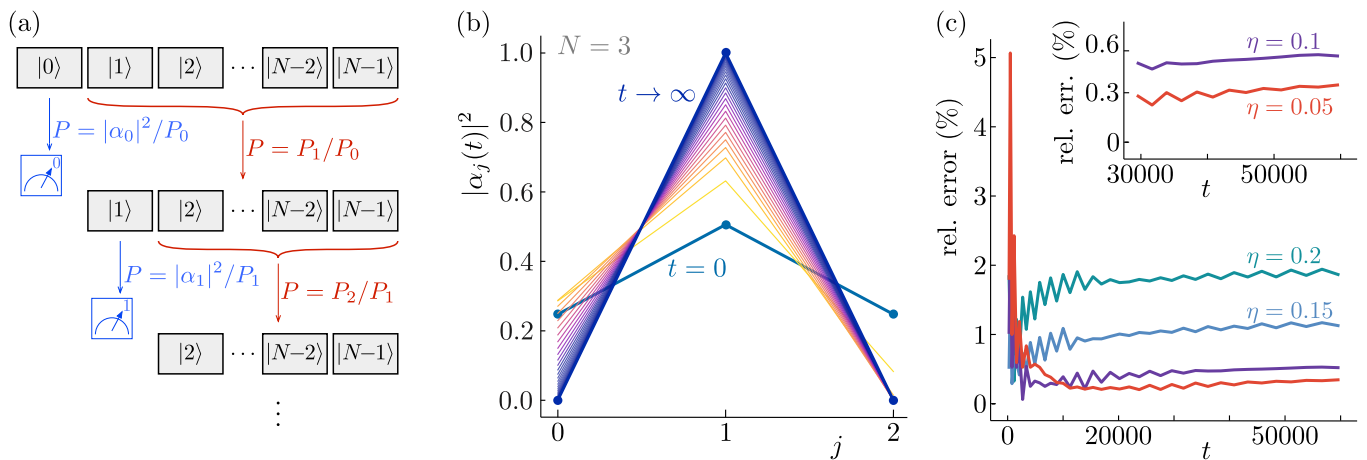 (a)
|0⟩ |1⟩ |2⟩ ··· |N−2⟩ |N−1⟩
P = |α₀|²/P₀
P = P₁/P₀
0
|1⟩ |2⟩ ··· |N−2⟩ |N−1⟩
P = |α₁|²/P₁
P = P₂/P₁
1
|2⟩ ··· |N−2⟩ |N−1⟩
⋮
(b)
N = 3
t → ∞
t = 0
|αⱼ(t)|²
1.0
0.8
0.6
0.4
0.2
0.0
0 1 2
j
(c)
rel. error (%)
5
4
3
2
1
0
η = 0.2
η = 0.15
0 20000 50000
t
rel. err. (%)
0.6
0.3
0
η = 0.1
η = 0.05
30000 50000
t